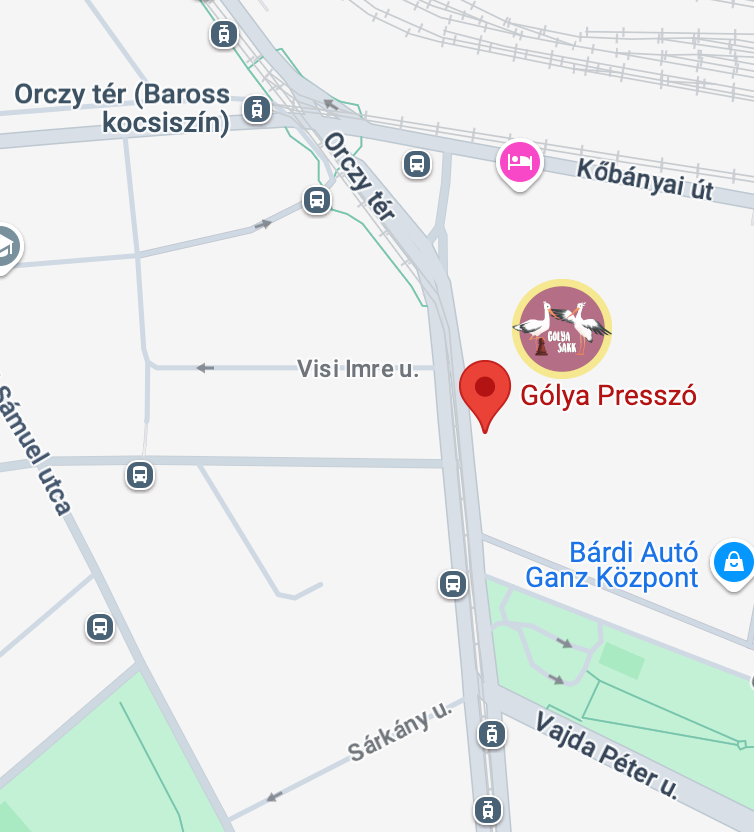 Orczy tér (Baross
kocsiszín)
Orczy tér
Kőbányai út
GÓLYA
SAKK
Visi Imre u.
Gólya Presszó
Sámuel utca
Bárdi Autó
Ganz Központ
Sárkány u.
Vajda Péter u.